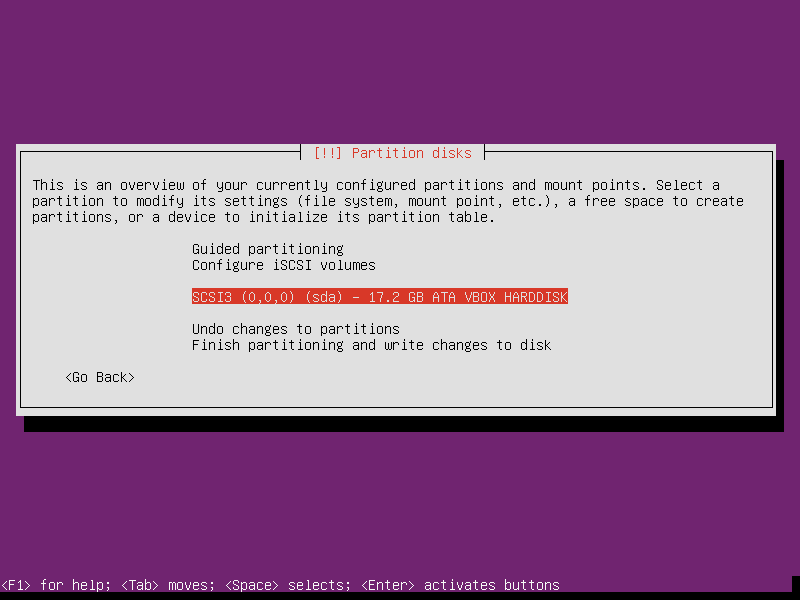 [!!] Partition disks
This is an overview of your currently configured partitions and mount points. Select a
partition to modify its settings (file system, mount point, etc.), a free space to create
partitions, or a device to initialize its partition table.
Guided partitioning
Configure iSCSI volumes
SCSI3 (0,0,0) (sda) - 17.2 GB ATA VBOX HARDDISK
Undo changes to partitions
Finish partitioning and write changes to disk
<Go Back>
<F1> for help; <Tab> moves; <Space> selects; <Enter> activates buttons